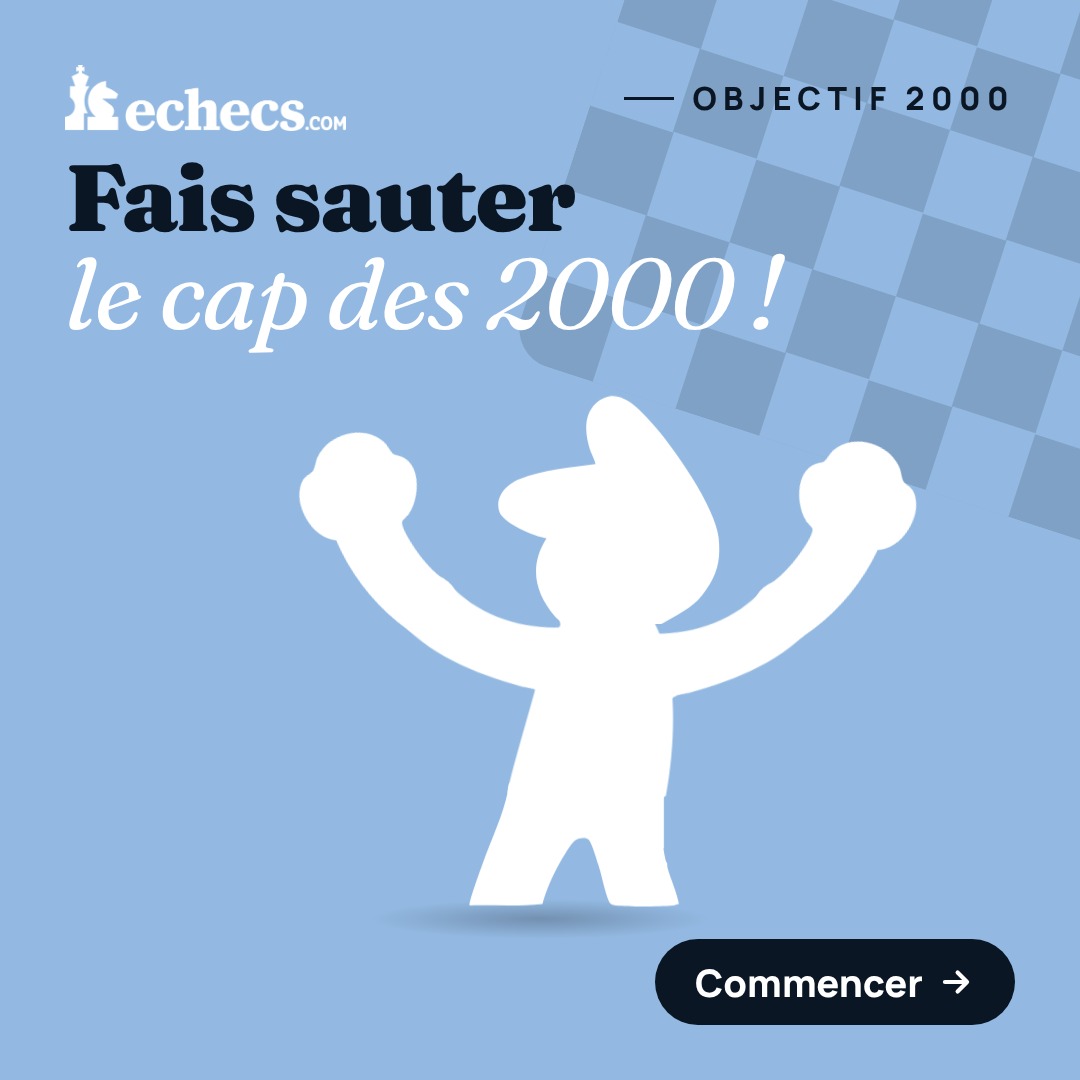 echecs.COM
OBJECTIF 2000
Fais sauter
le cap des 2000 !
Commencer →